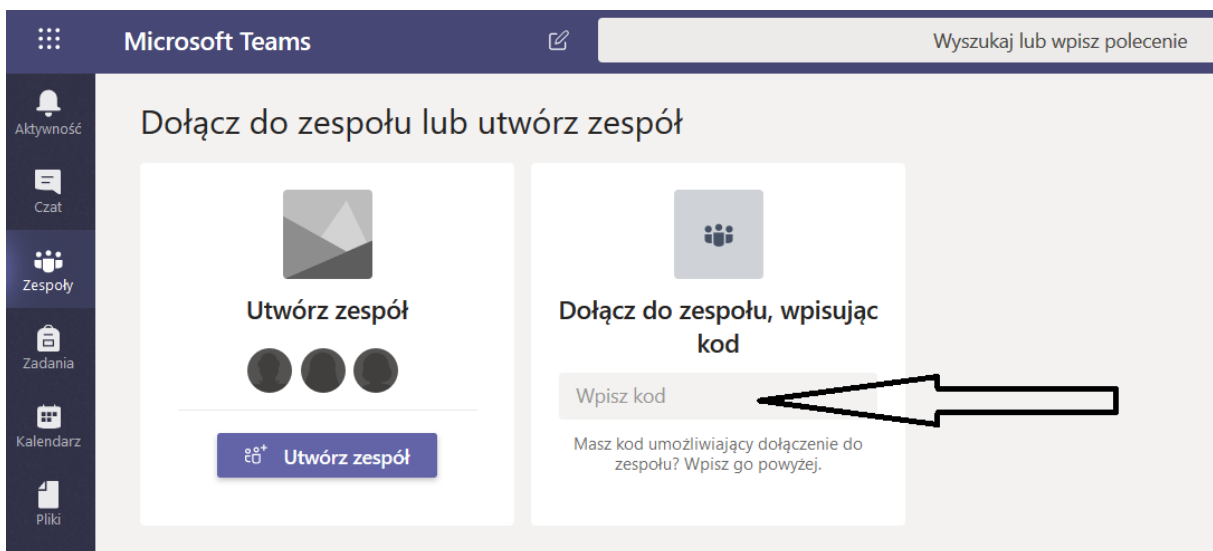 Microsoft Teams
Wyszukaj lub wpisz polecenie
Aktywność
Czat
Zespoły
Zadania
Kalendarz
Pliki
Dołącz do zespołu lub utwórz zespół
Utwórz zespół
Utwórz zespół
Dołącz do zespołu, wpisując
kod
Wpisz kod
Masz kod umożliwiający dołączenie do
zespołu? Wpisz go powyżej.